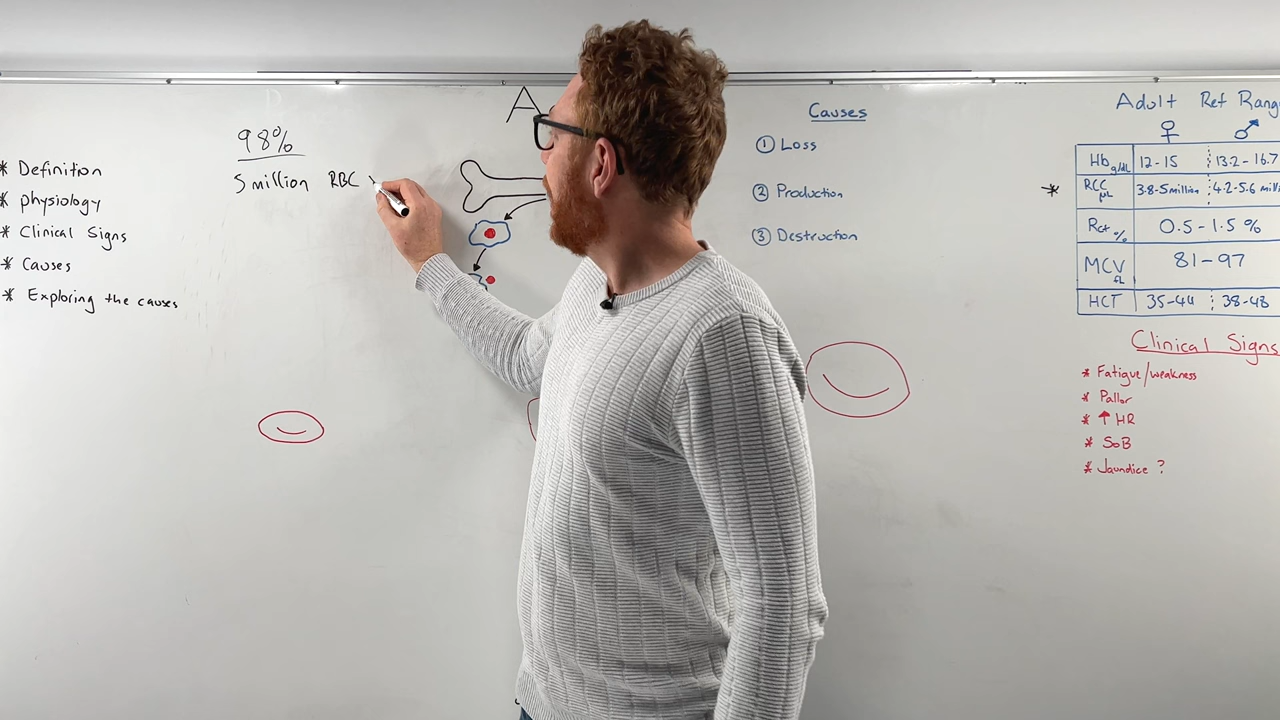 * Definition
* physiology
* Clinical Signs
* Causes
* Exploring the causes
98%
5 million RBC
A
Causes
① Loss
② Production
③ Destruction
Adult Ref Rang
♀ ♂
Hb g/dL 12-15 13.2-16.7
* RCC µL 3.8-5million 4.2-5.6 milli
Rct % 0.5-1.5%
MCV fL 81-97
HCT 35-44 38-48
Clinical Signs
* Fatigue/weakness
* Pallor
* ↑ HR
* SoB
* Jaundice ?